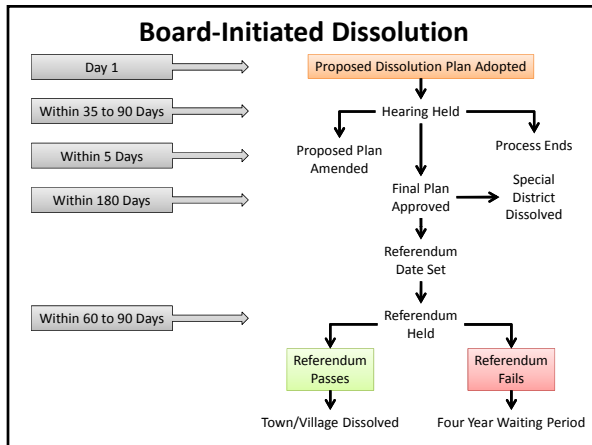 Board-Initiated Dissolution
Day 1
Proposed Dissolution Plan Adopted
Within 35 to 90 Days
Hearing Held
Within 5 Days
Proposed Plan
Amended
Process Ends
Within 180 Days
Final Plan
Approved
Special
District
Dissolved
Referendum
Date Set
Within 60 to 90 Days
Referendum
Held
Referendum
Passes
Referendum
Fails
Town/Village Dissolved
Four Year Waiting Period